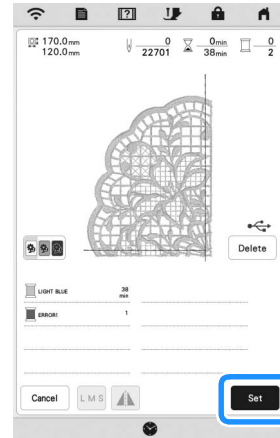 170.0mm
120.0mm
0
22701
0min
38min
0
2
Delete
LIGHT BLUE 38 min
ERROR! 1
Cancel L M S Set